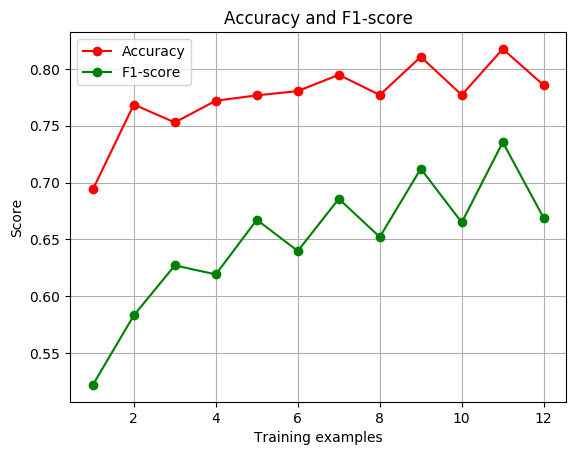 Accuracy and F1-score
Accuracy
F1-score
0.80
0.75
0.70
0.65
0.60
0.55
Score
2 4 6 8 10 12
Training examples